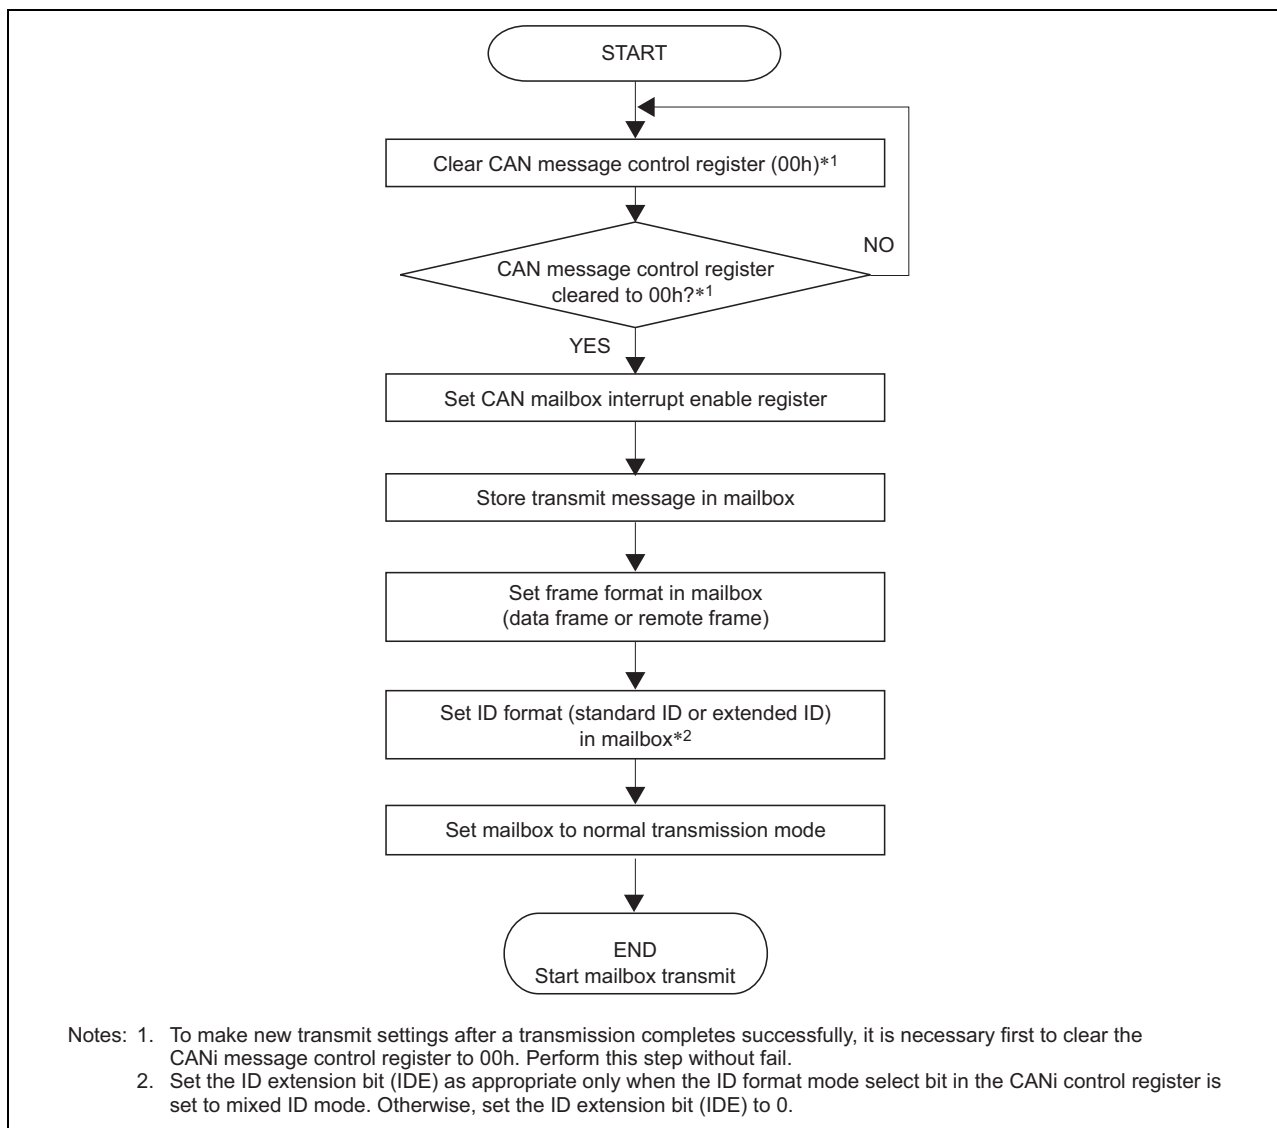 START
Clear CAN message control register (00h)*1
CAN message control register
cleared to 00h?*1
NO
YES
Set CAN mailbox interrupt enable register
Store transmit message in mailbox
Set frame format in mailbox
(data frame or remote frame)
Set ID format (standard ID or extended ID)
in mailbox*2
Set mailbox to normal transmission mode
END
Start mailbox transmit
Notes: 1. To make new transmit settings after a transmission completes successfully, it is necessary first to clear the
CANi message control register to 00h. Perform this step without fail.
2. Set the ID extension bit (IDE) as appropriate only when the ID format mode select bit in the CANi control register is
set to mixed ID mode. Otherwise, set the ID extension bit (IDE) to 0.